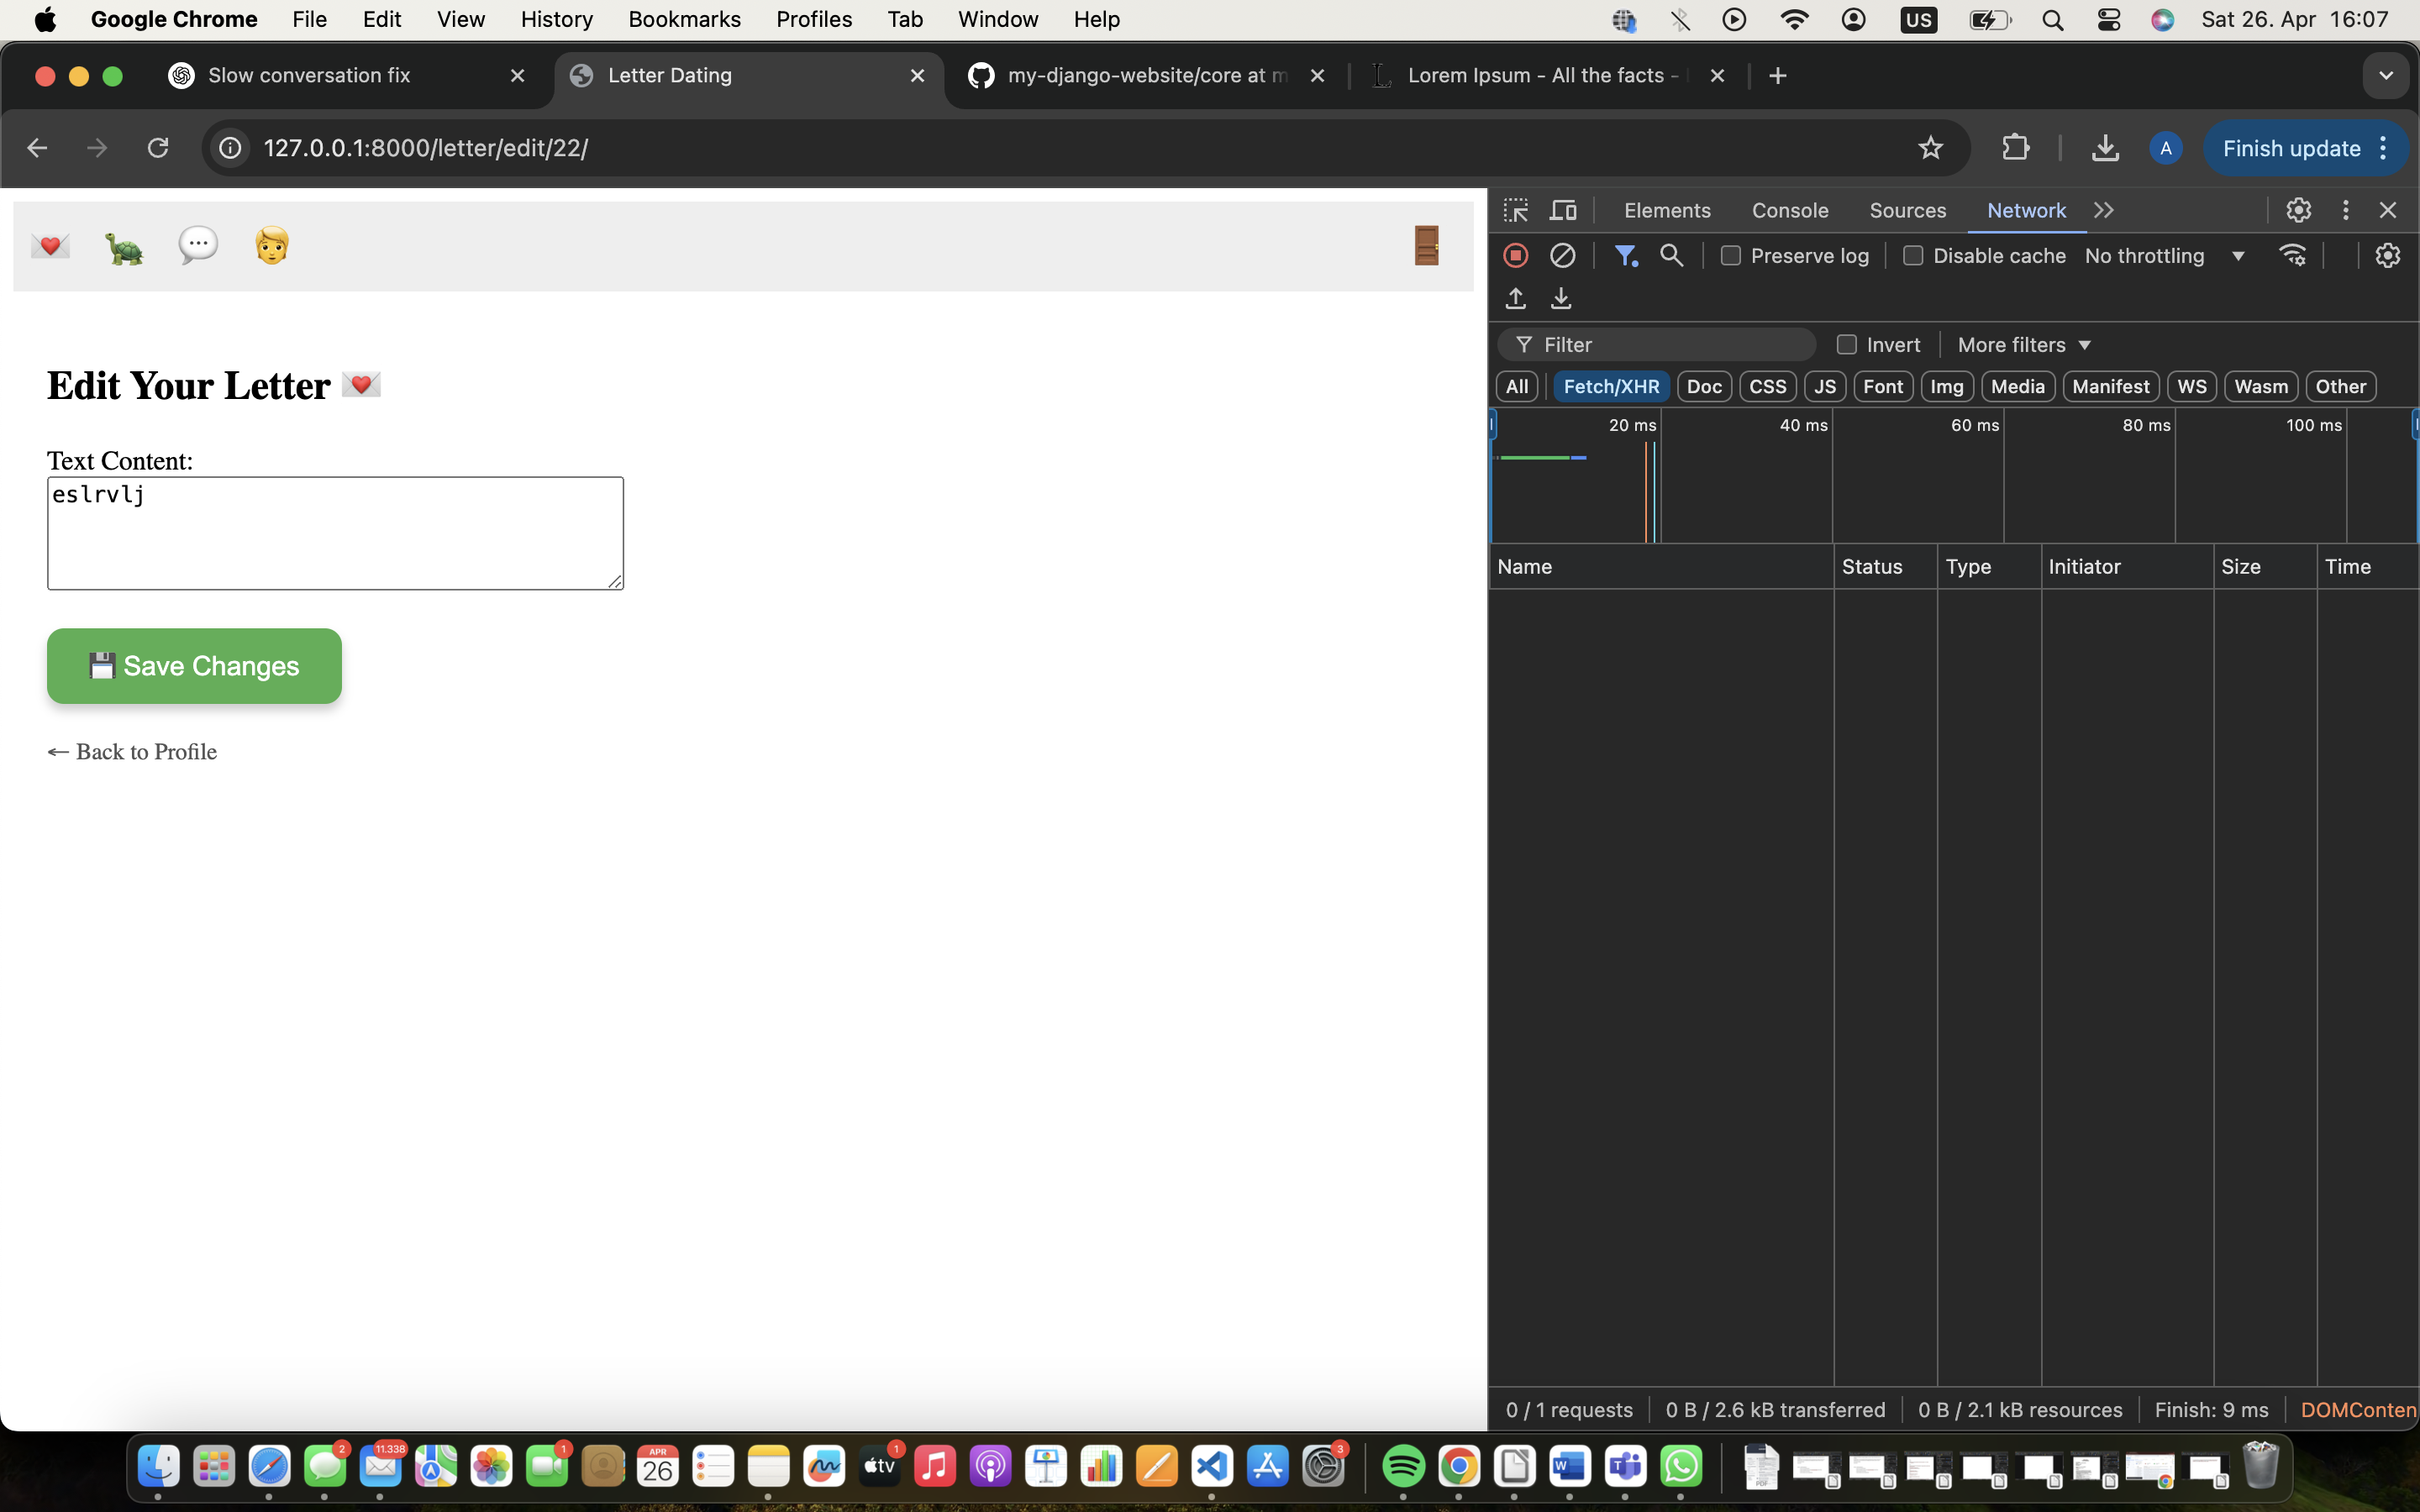 Google Chrome File Edit View History Bookmarks Profiles Tab Window Help US Sat 26. Apr 16:07
Slow conversation fix Letter Dating my-django-website/core at m Lorem Ipsum - All the facts -
127.0.0.1:8000/letter/edit/22/ A Finish update
Elements Console Sources Network
Preserve log Disable cache No throttling
Filter Invert More filters
All Fetch/XHR Doc CSS JS Font Img Media Manifest WS Wasm Other
20 ms 40 ms 60 ms 80 ms 100 ms
Name Status Type Initiator Size Time
Edit Your Letter
Text Content:
eslrvlj
Save Changes
← Back to Profile
0 / 1 requests 0 B / 2.6 kB transferred 0 B / 2.1 kB resources Finish: 9 ms DOMConten
2 11.338 1 APR 26 tv 1 3 W T PDF